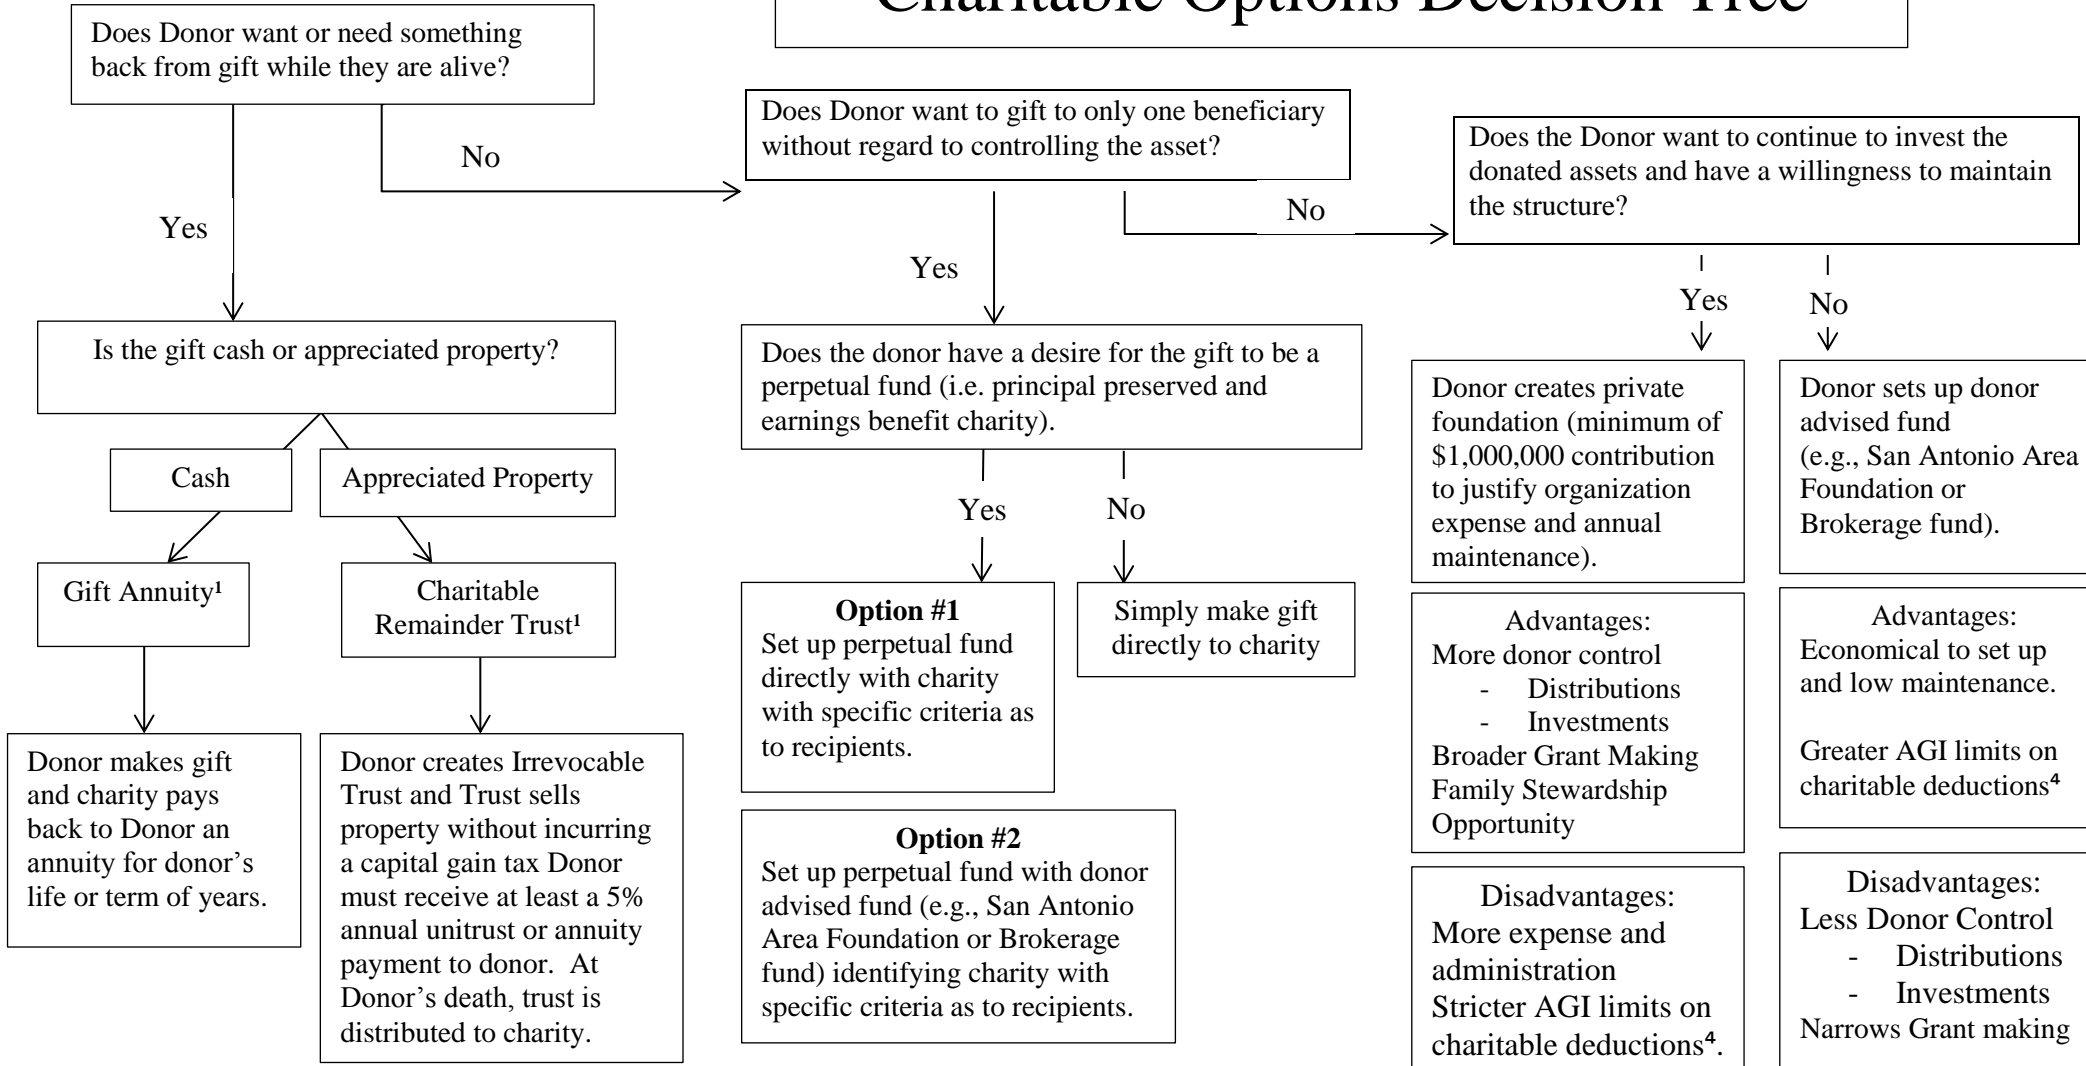 Charitable Options Decision Tree
Does Donor want or need something
back from gift while they are alive?
No
Yes
Does Donor want to gift to only one beneficiary
without regard to controlling the asset?
No
Yes
Does the Donor want to continue to invest the
donated assets and have a willingness to maintain
the structure?
Yes
No
Is the gift cash or appreciated property?
Cash
Appreciated Property
Gift Annuity¹
Charitable
Remainder Trust¹
Donor makes gift
and charity pays
back to Donor an
annuity for donor’s
life or term of years.
Donor creates Irrevocable
Trust and Trust sells
property without incurring
a capital gain tax Donor
must receive at least a 5%
annual unitrust or annuity
payment to donor.  At
Donor’s death, trust is
distributed to charity.
Does the donor have a desire for the gift to be a
perpetual fund (i.e. principal preserved and
earnings benefit charity).
Yes
No
Option #1
Set up perpetual fund
directly with charity
with specific criteria as
to recipients.
Simply make gift
directly to charity
Option #2
Set up perpetual fund with donor
advised fund (e.g., San Antonio
Area Foundation or Brokerage
fund) identifying charity with
specific criteria as to recipients.
Donor creates private
foundation (minimum of
$1,000,000 contribution
to justify organization
expense and annual
maintenance).
Advantages:
More donor control
- Distributions
- Investments
Broader Grant Making
Family Stewardship
Opportunity
Disadvantages:
More expense and
administration
Stricter AGI limits on
charitable deductions⁴.
Donor sets up donor
advised fund
(e.g., San Antonio Area
Foundation or
Brokerage fund).
Advantages:
Economical to set up
and low maintenance.
Greater AGI limits on
charitable deductions⁴
Disadvantages:
Less Donor Control
- Distributions
- Investments
Narrows Grant making